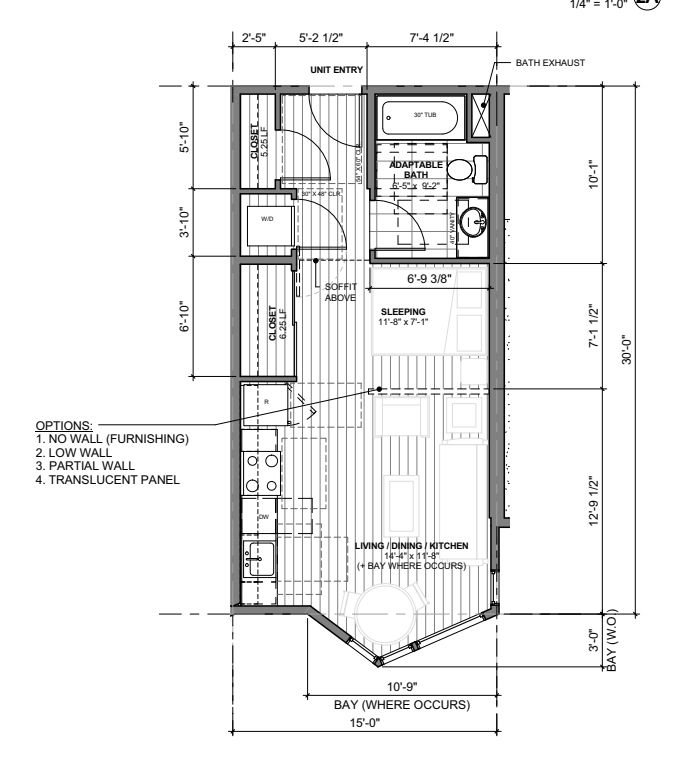 1/4" = 1'-0"
2'-5"
5'-2 1/2"
7'-4 1/2"
BATH EXHAUST
UNIT ENTRY
30" TUB
5'-10"
CLOSET
5.25 LF
54" X 60" CLR
ADAPTABLE
BATH
6'-5" x 9'-2"
10'-1"
30" X 48" CLR
3'-10"
W/D
40" VANITY
6'-9 3/8"
SOFFIT
ABOVE
6'-10"
CLOSET
6.25 LF
SLEEPING
11'-8" x 7'-1"
7'-1 1/2"
30'-0"
R
OPTIONS:
1. NO WALL (FURNISHING)
2. LOW WALL
3. PARTIAL WALL
4. TRANSLUCENT PANEL
12'-9 1/2"
DW
LIVING / DINING / KITCHEN
14'-4" x 11'-8"
(+ BAY WHERE OCCURS)
3'-0"
BAY (W.O.)
10'-9"
BAY (WHERE OCCURS)
15'-0"